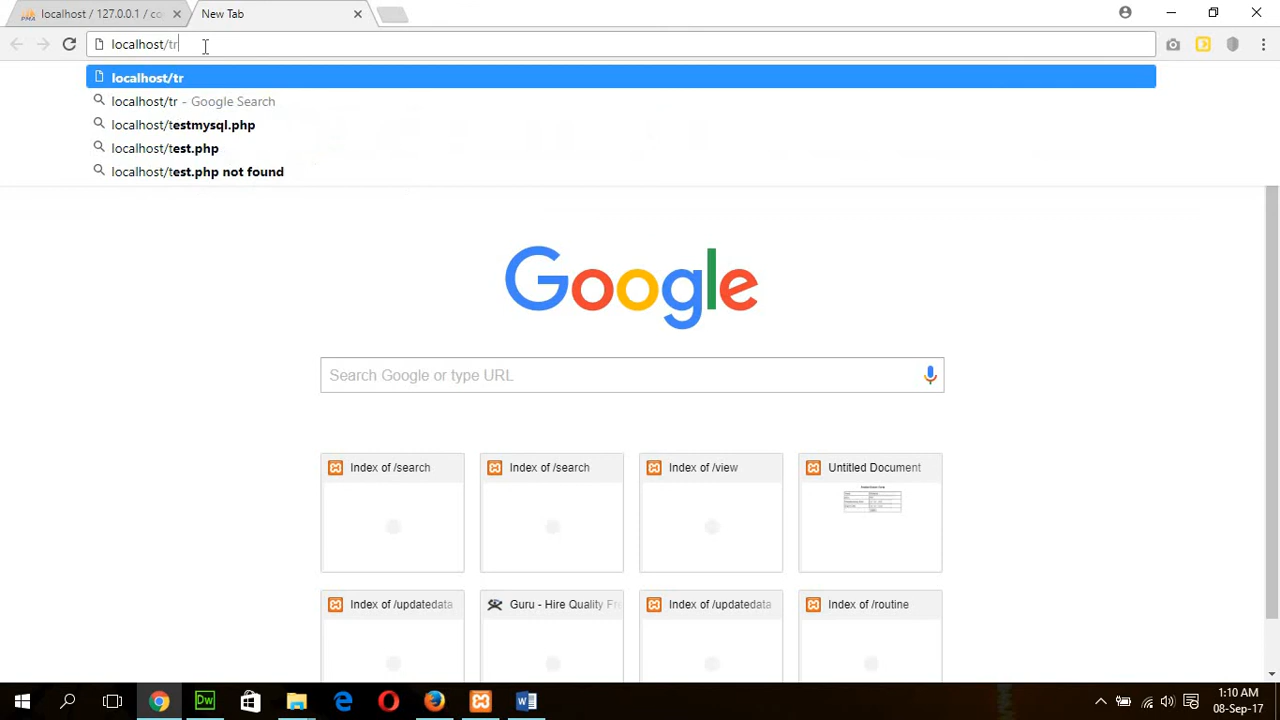 PMA
localhost / 127.0.0.1 / co
New Tab
localhost/tr
localhost/tr
localhost/tr - Google Search
localhost/testmysql.php
localhost/test.php
localhost/test.php not found
Google
Search Google or type URL
Index of /search
Index of /search
Index of /view
Untitled Document
Index of /updatedata
Guru - Hire Quality Fre
Index of /updatedata
Index of /routine
Dw
1:10 AM
08-Sep-17